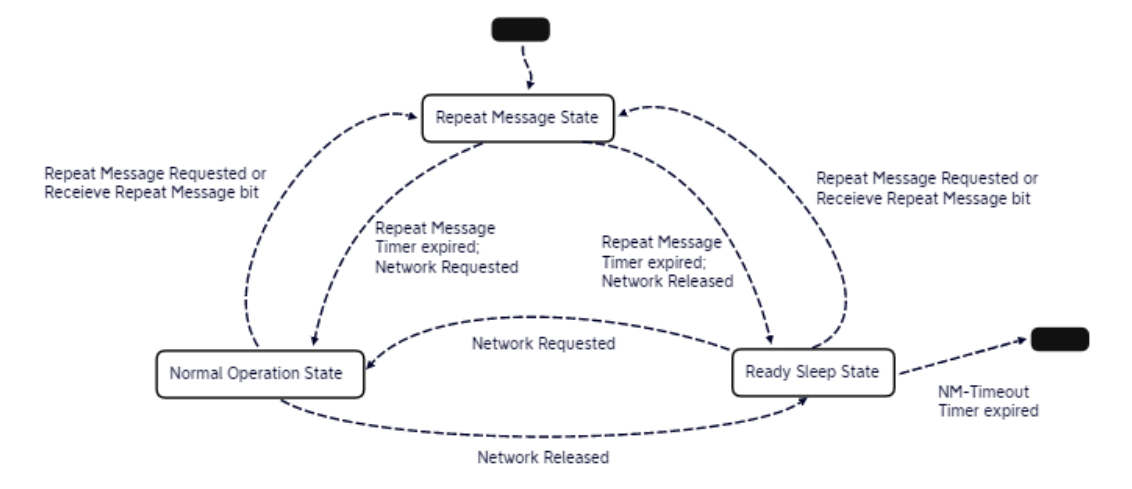 Repeat Message State
Repeat Message Requested or
Receieve Repeat Message bit
Repeat Message Requested or
Receieve Repeat Message bit
Repeat Message
Timer expired;
Network Requested
Repeat Message
Timer expired;
Network Released
Network Requested
Normal Operation State
Ready Sleep State
NM-Timeout
Timer expired
Network Released